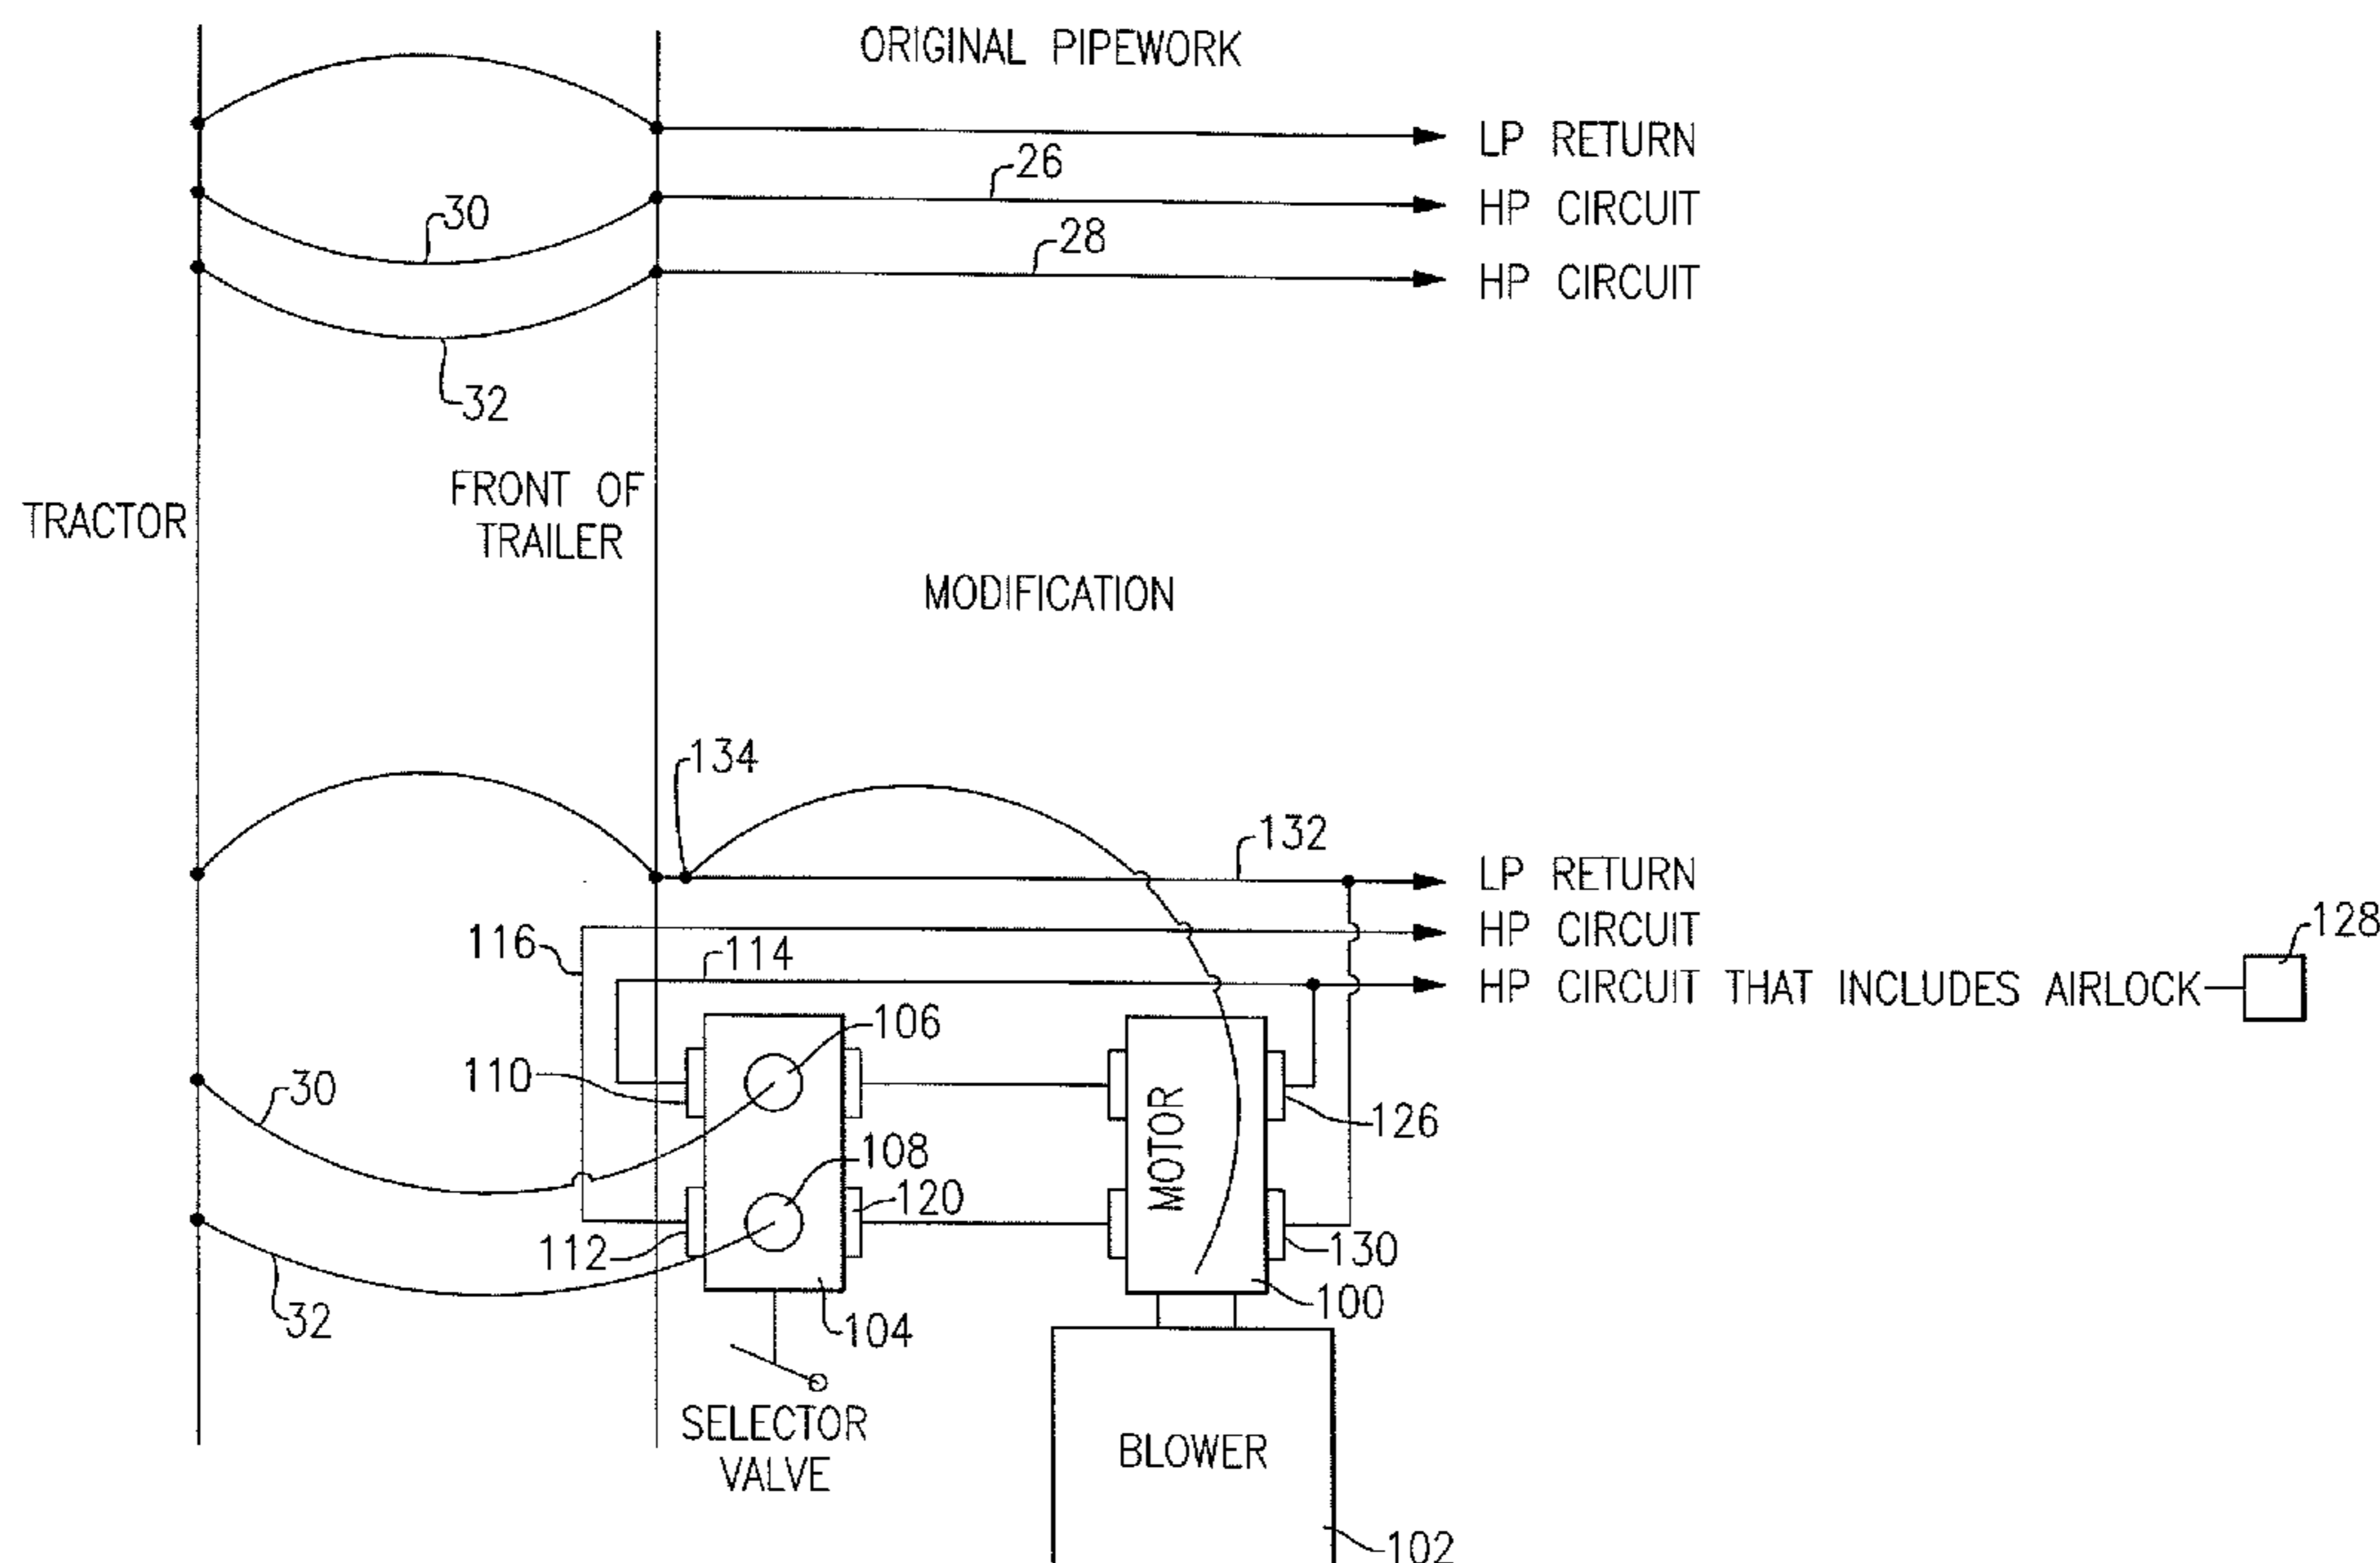 ORIGINAL PIPEWORK
LP RETURN
26
HP CIRCUIT
30
28
HP CIRCUIT
32
FRONT OF
TRAILER
TRACTOR
MODIFICATION
134
132
LP RETURN
116
114
HP CIRCUIT
128
HP CIRCUIT THAT INCLUDES AIRLOCK
106
110
30
126
MOTOR
108
120
112
130
32
104
100
SELECTOR
VALVE
BLOWER
102